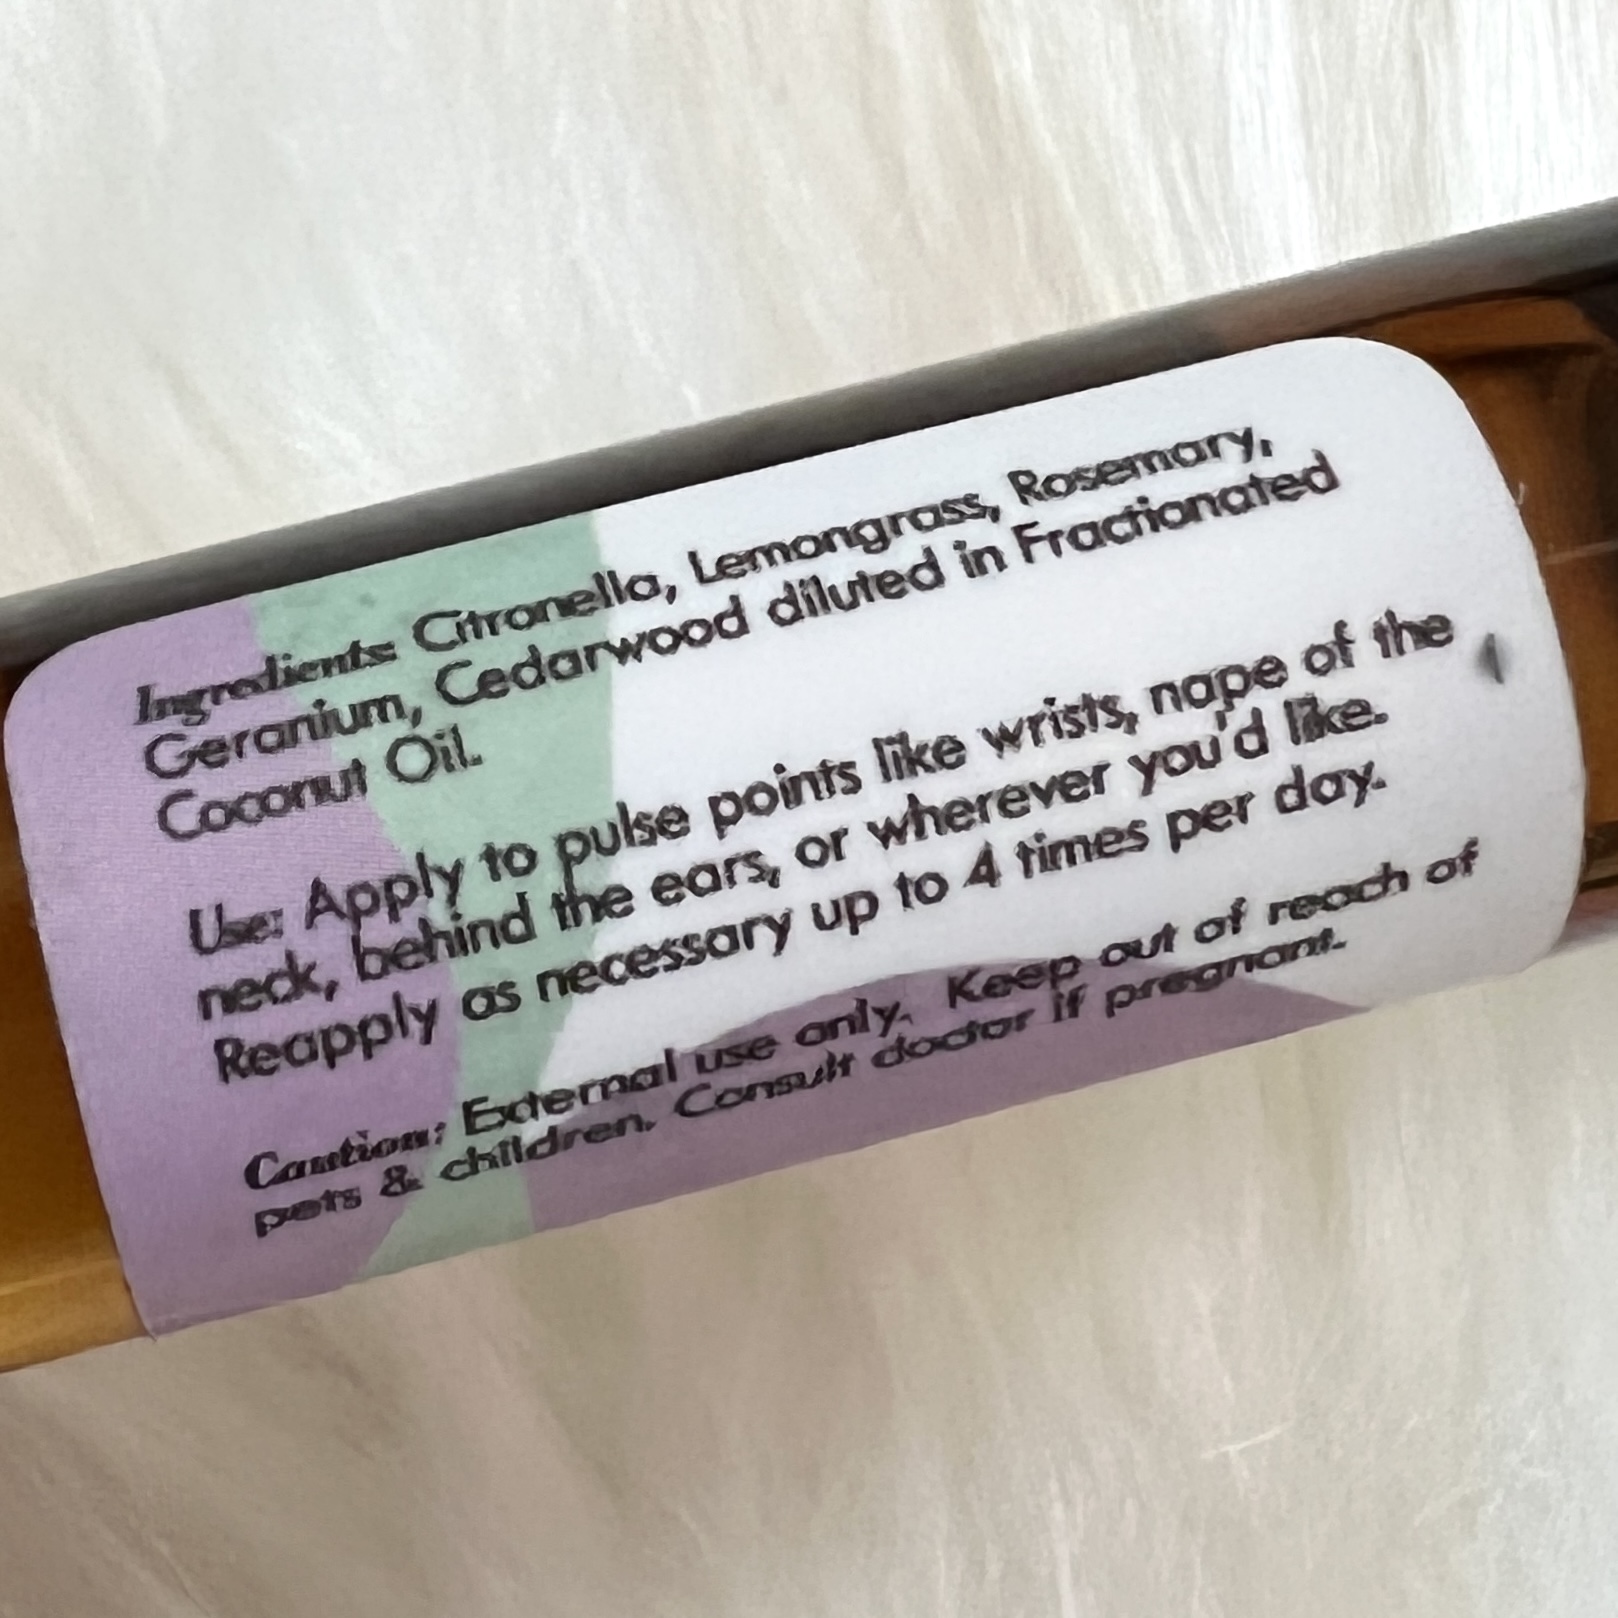 Ingredients: Citronella, Lemongrass, Rosemary,
Geranium, Cedarwood diluted in Fractionated
Coconut Oil.
Use: Apply to pulse points like wrists, nape of the
neck, behind the ears, or wherever you'd like.
Reapply as necessary up to 4 times per day.
Caution: External use only. Keep out of reach of
pets & children. Consult doctor if pregnant.